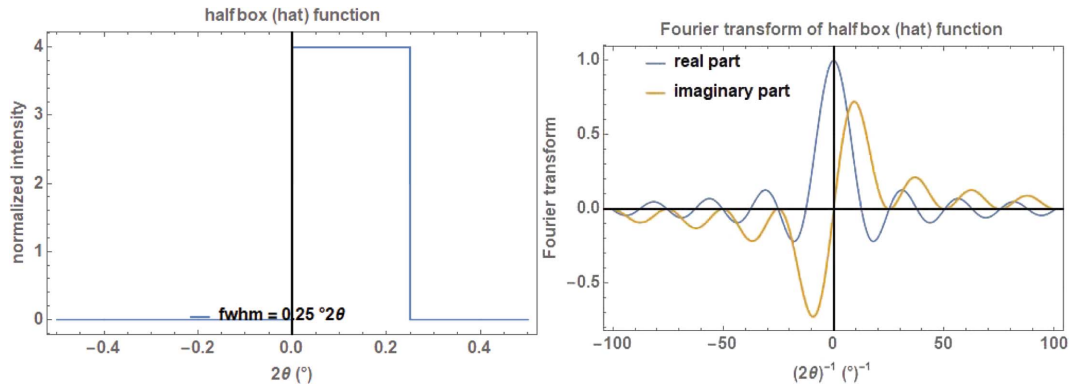 half box (hat) function
normalized intensity
4
3
2
1
0
fwhm = 0.25 °2θ
−0.4
−0.2
0.0
0.2
0.4
2θ (°)
Fourier transform of half box (hat) function
Fourier transform
1.0
0.5
0.0
−0.5
real part
imaginary part
−100
−50
0
50
100
(2θ)⁻¹ (°)⁻¹